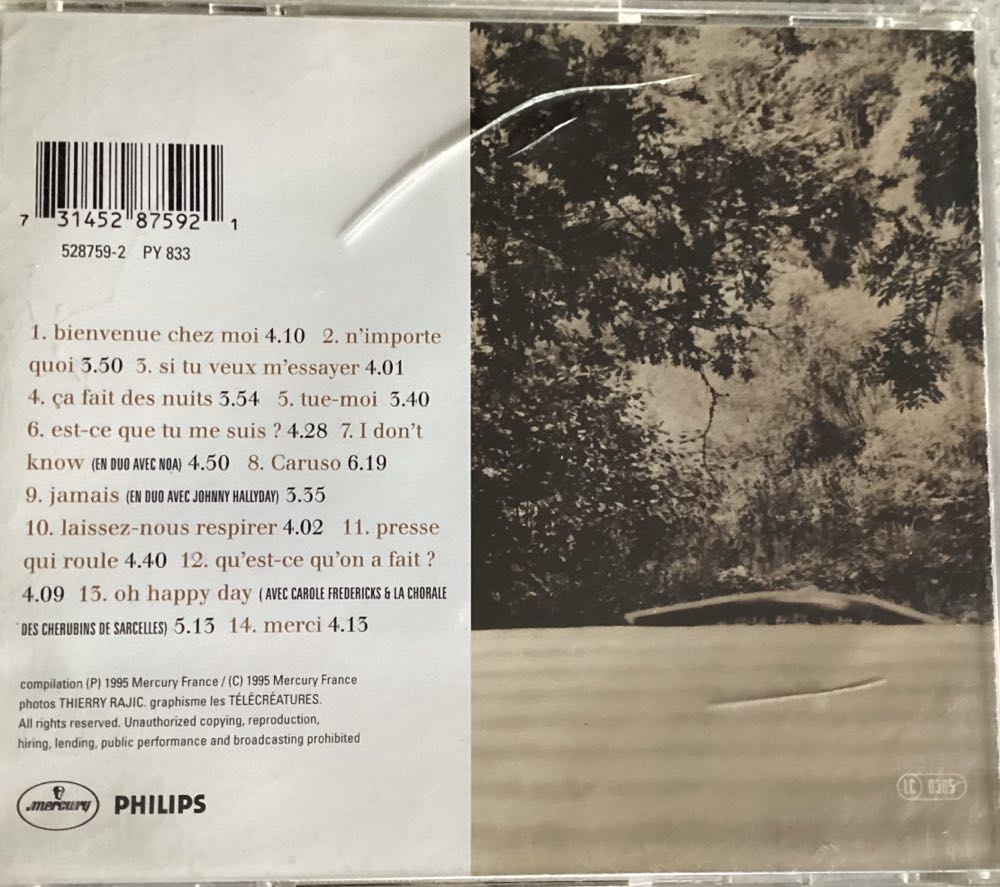 7 31452 87592 1
528759-2 PY 833
1. bienvenue chez moi 4.10 2. n'importe
quoi 3.50 3. si tu veux m'essayer 4.01
4. ça fait des nuits 3.54 5. tue-moi 3.40
6. est-ce que tu me suis ? 4.28 7. I don't
know (EN DUO AVEC NOA) 4.50 8. Caruso 6.19
9. jamais (EN DUO AVEC JOHNNY HALLYDAY) 3.35
10. laissez-nous respirer 4.02 11. presse
qui roule 4.40 12. qu'est-ce qu'on a fait ?
4.09 13. oh happy day (AVEC CAROLE FREDERICKS & LA CHORALE
DES CHERUBINS DE SARCELLES) 5.13 14. merci 4.13
compilation (P) 1995 Mercury France / (C) 1995 Mercury France
photos THIERRY RAJIC. graphisme les TÉLÉCRÉATURES.
All rights reserved. Unauthorized copying, reproduction,
hiring, lending, public performance and broadcasting prohibited
mercury PHILIPS
LC 0305